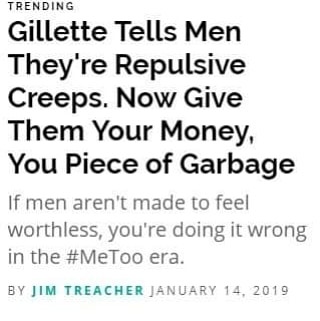 TRENDING
Gillette Tells Men
They're Repulsive
Creeps. Now Give
Them Your Money,
You Piece of Garbage
If men aren't made to feel
worthless, you're doing it wrong
in the #MeToo era.
BY JIM TREACHER JANUARY 14, 2019